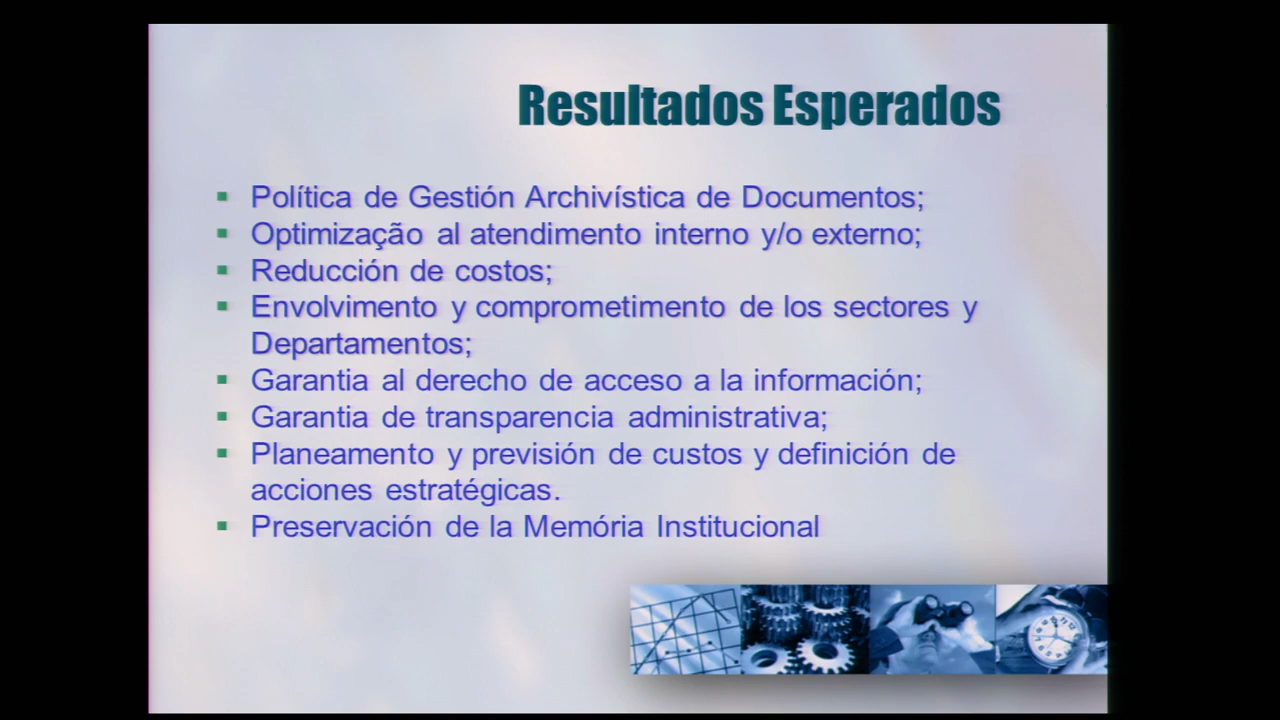 Resultados Esperados
Política de Gestión Archivística de Documentos;
Optimização al atendimento interno y/o externo;
Reducción de costos;
Envolvimento y comprometimento de los sectores y
Departamentos;
Garantia al derecho de acceso a la información;
Garantia de transparencia administrativa;
Planeamento y previsión de custos y definición de
acciones estratégicas.
Preservación de la Memória Institucional